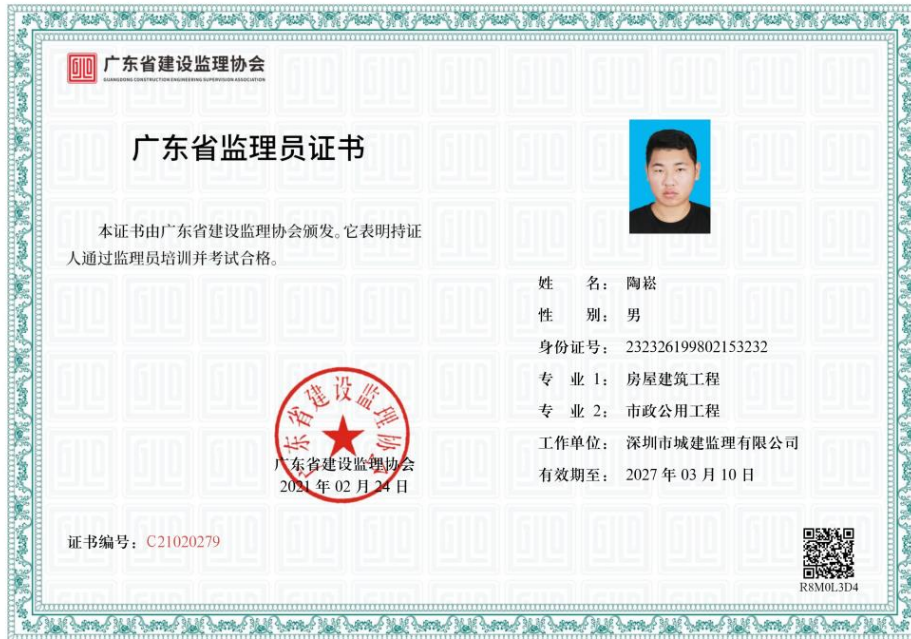 广东省建设监理协会
GUANGDONG CONSTRUCTION ENGINEERING SUPERVISION ASSOCIATION
广东省监理员证书
本证书由广东省建设监理协会颁发。它表明持证
人通过监理员培训并考试合格。
姓 名： 陶崧
性 别： 男
身份证号： 232326199802153232
专 业 1： 房屋建筑工程
专 业 2： 市政公用工程
工作单位： 深圳市城建监理有限公司
有效期至： 2027 年 03 月 10 日
广东省建设监理协会
广东省建设监理协会
2021 年 02 月 24 日
证书编号：C21020279
R8M0L3D4